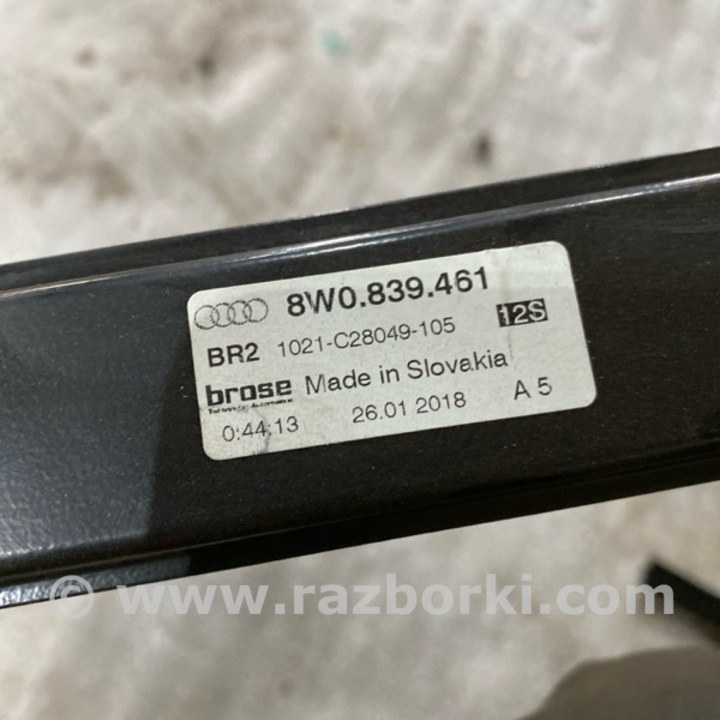 8W0.839.461
BR2 1021-C28049-105 12S
brose Made in Slovakia
0:44:13 26.01 2018 A 5
© www.razborki.com